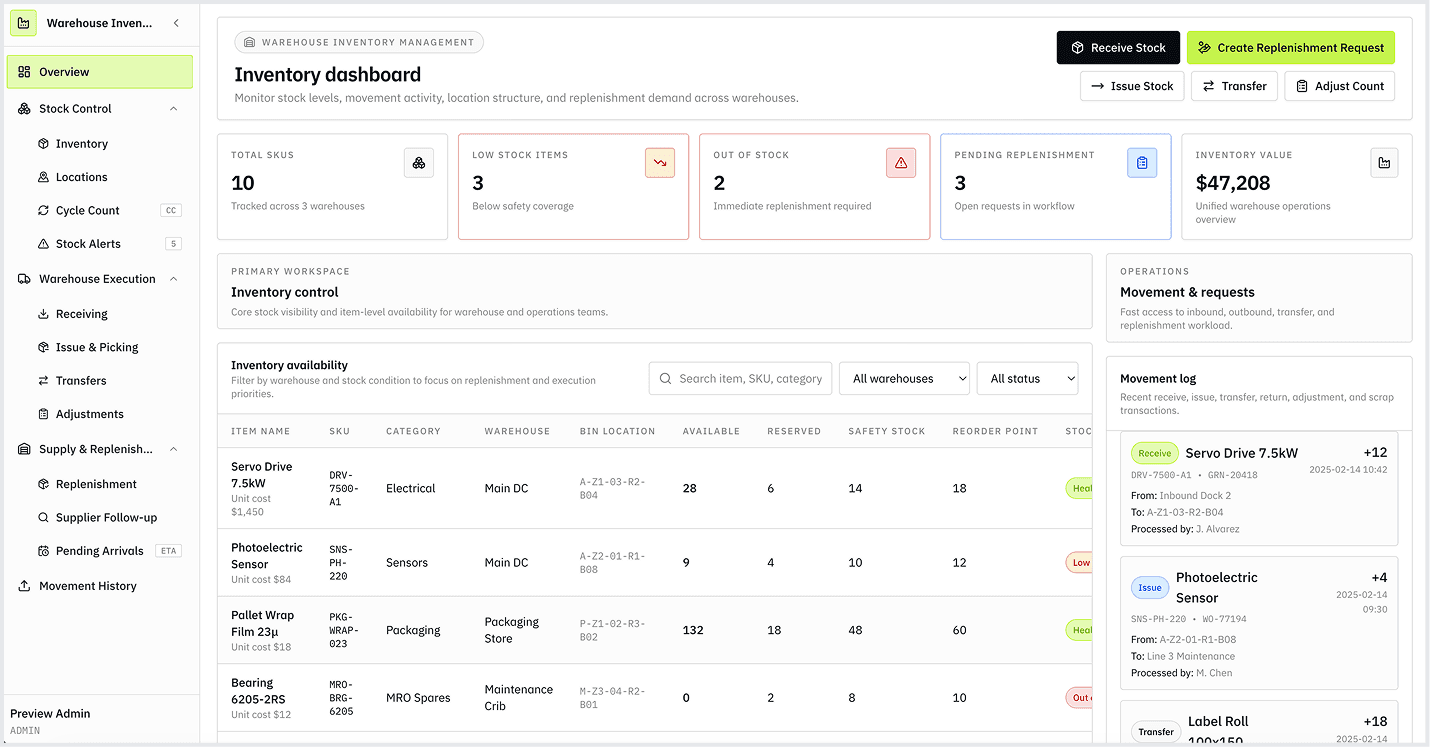 Warehouse Inven...
Overview
Stock Control
Inventory
Locations
Cycle Count CC
Stock Alerts S
Warehouse Execution
Receiving
Issue & Picking
Transfers
Adjustments
Supply & Replenish...
Replenishment
Supplier Follow-up
Pending Arrivals ETA
Movement History
Preview Admin
ADMIN
WAREHOUSE INVENTORY MANAGEMENT
Inventory dashboard
Monitor stock levels, movement activity, location structure, and replenishment demand across warehouses.
Receive Stock
Create Replenishment Request
Issue Stock
Transfer
Adjust Count
TOTAL SKUS
10
Tracked across 3 warehouses
LOW STOCK ITEMS
3
Below safety coverage
OUT OF STOCK
2
Immediate replenishment required
PENDING REPLENISHMENT
3
Open requests in workflow
INVENTORY VALUE
$47,208
Unified warehouse operations
overview
PRIMARY WORKSPACE
Inventory control
Core stock visibility and item-level availability for warehouse and operations teams.
Inventory availability
Filter by warehouse and stock condition to focus on replenishment and execution
priorities.
Search item, SKU, category
All warehouses
All status
ITEM NAME SKU CATEGORY WAREHOUSE BIN LOCATION AVAILABLE RESERVED SAFETY STOCK REORDER POINT STOC
Servo Drive
7.5kW
Unit cost
$1,450
DRV-
7500-
A1
Electrical
Main DC
A-Z1-03-R2-
B04
28
6
14
18
Heal
Photoelectric
Sensor
Unit cost $84
SNS-
PH-
220
Sensors
Main DC
A-Z2-01-R1-
B08
9
4
10
12
Low
Pallet Wrap
Film 23µ
Unit cost $18
PKG-
WRAP-
023
Packaging
Packaging
Store
P-Z1-02-R3-
B02
132
18
48
60
Heal
Bearing
6205-2RS
Unit cost $12
MRO-
BRG-
6205
MRO Spares
Maintenance
Crib
M-Z3-04-R2-
B01
0
2
8
10
Out
OPERATIONS
Movement & requests
Fast access to inbound, outbound, transfer, and
replenishment workload.
Movement log
Recent receive, issue, transfer, return, adjustment, and scrap
transactions.
Receive Servo Drive 7.5kW +12
DRV-7500-A1 • GRN-20418 2025-02-14 10:42
From: Inbound Dock 2
To: A-Z1-03-R2-B04
Processed by: J. Alvarez
Issue
Photoelectric
Sensor
+4
2025-02-14
09:30
SNS-PH-220 • WO-77194
From: A-Z2-01-R1-B08
To: Line 3 Maintenance
Processed by: M. Chen
Transfer
Label Roll
100x150
+18
2025-02-14